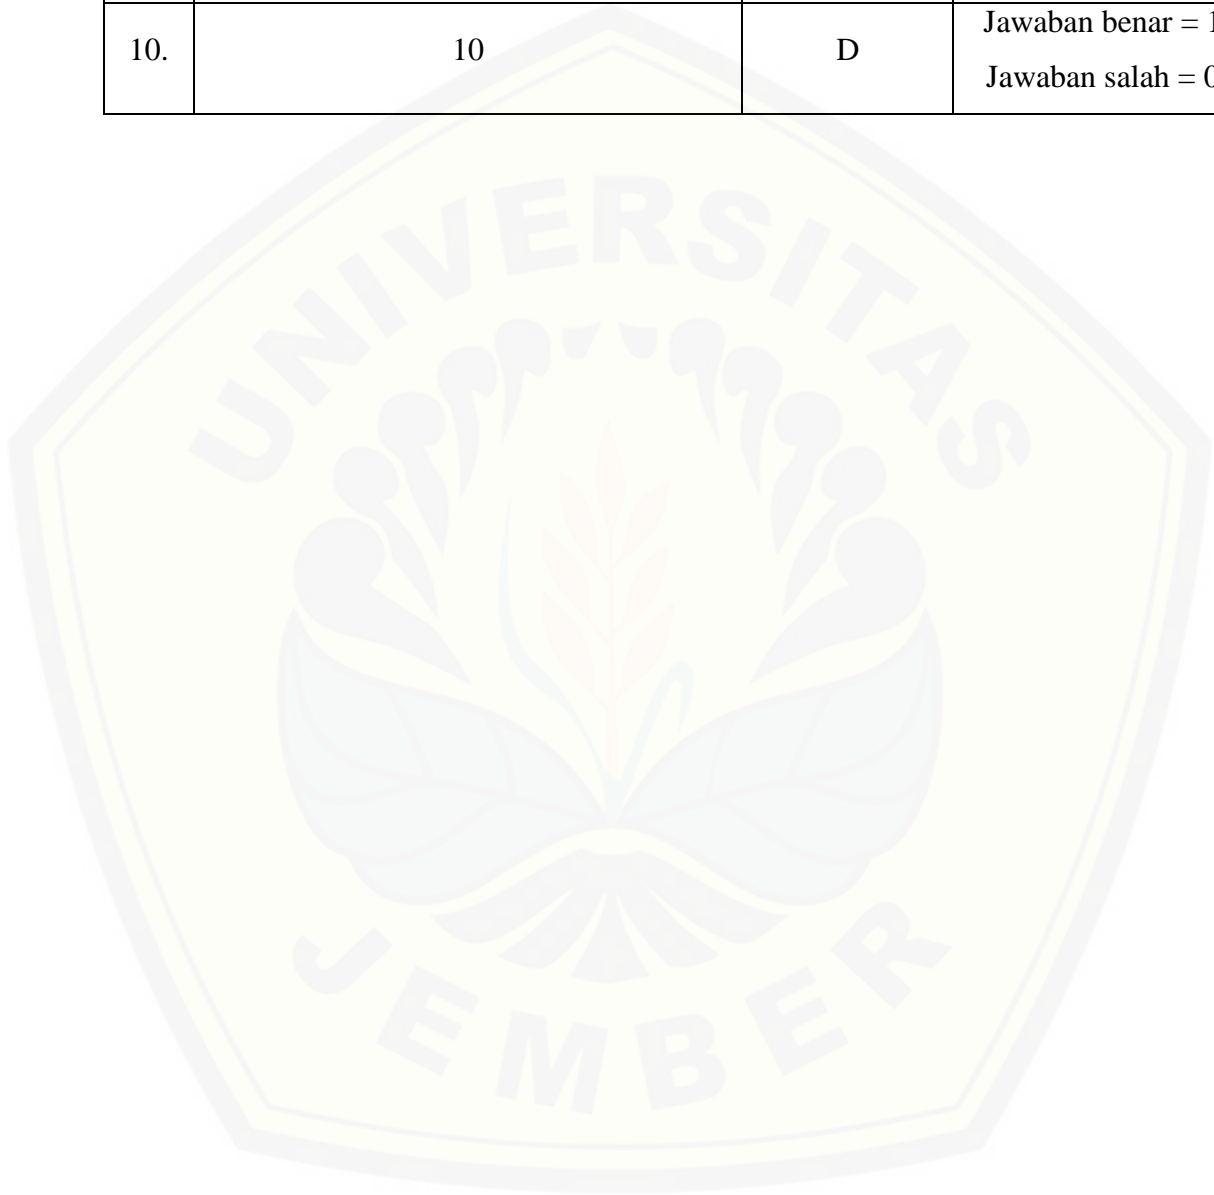 10.
10
D
Jawaban benar = 1
Jawaban salah = 0
UNIVERSITAS
JEMBER